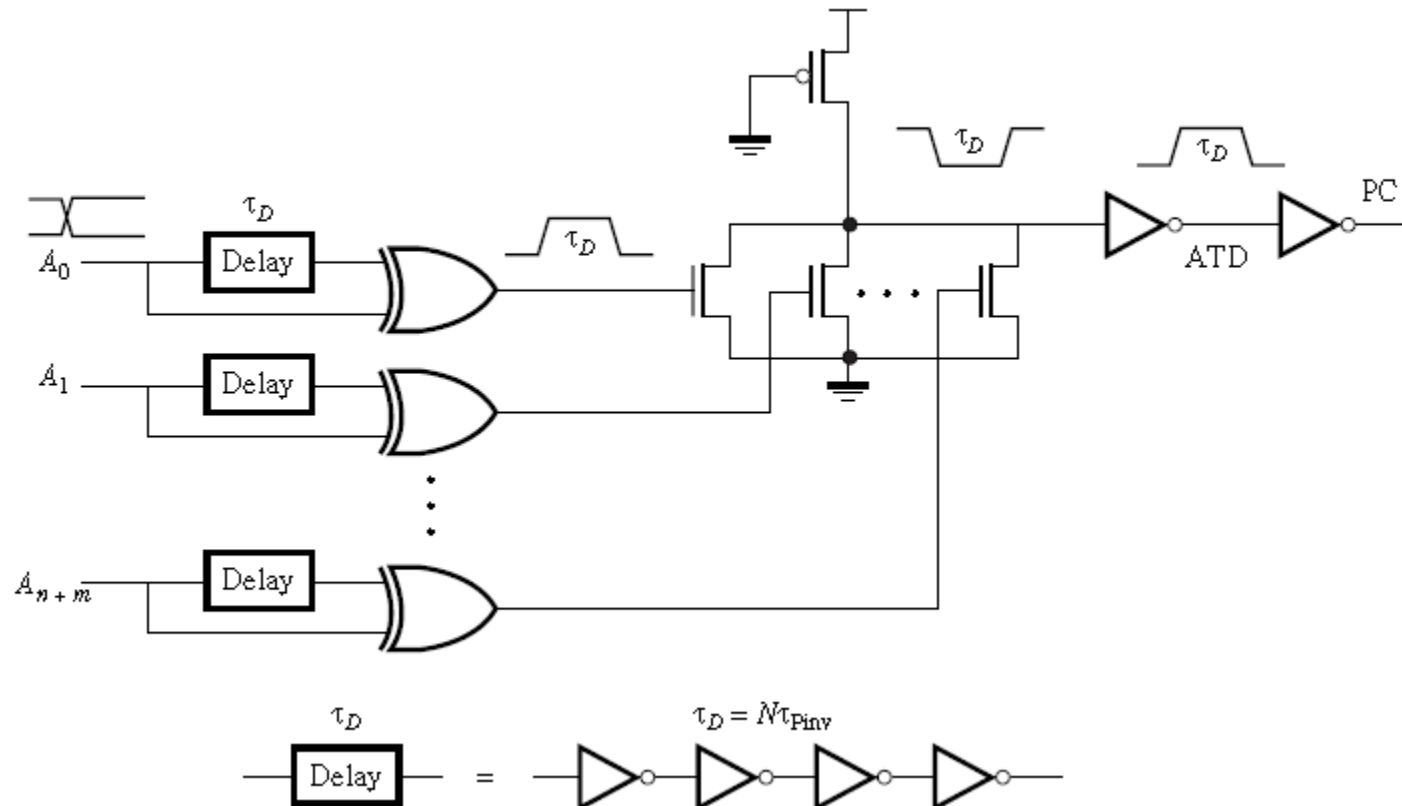 τD
τD
PC
τD
τD
A0
Delay
ATD
A1
Delay
An + m
Delay
τD
τD = NτPinv
Delay
=